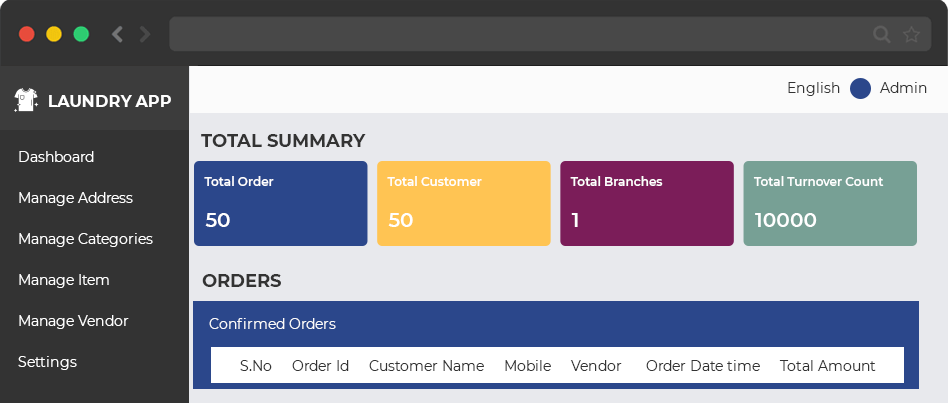 LAUNDRY APP
Dashboard
Manage Address
Manage Categories
Manage Item
Manage Vendor
Settings
English Admin
TOTAL SUMMARY
Total Order Total Customer Total Branches Total Turnover Count
50 50 1 10000
ORDERS
Confirmed Orders
S.No Order Id Customer Name Mobile Vendor Order Date time Total Amount